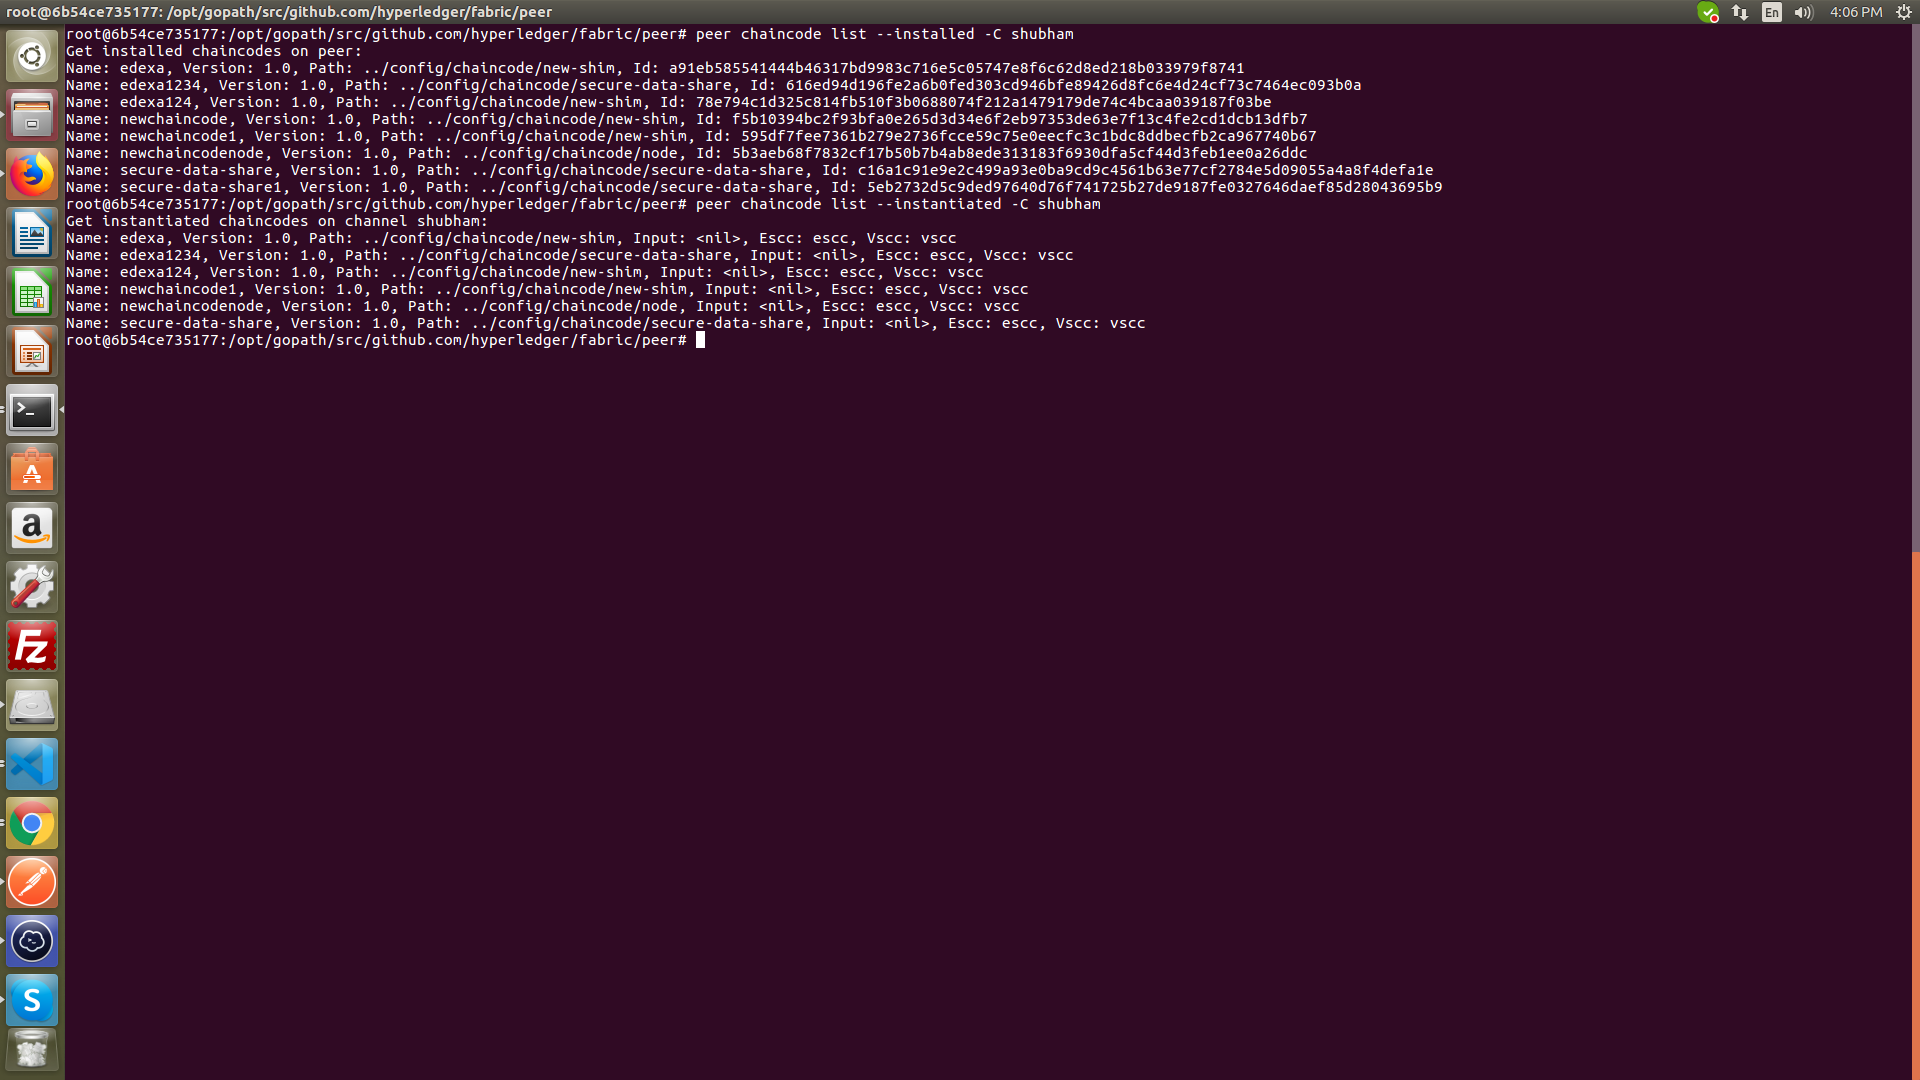 root@6b54ce735177: /opt/gopath/src/github.com/hyperledger/fabric/peer
En
4:06 PM
root@6b54ce735177:/opt/gopath/src/github.com/hyperledger/fabric/peer# peer chaincode list --installed -C shubham
Get installed chaincodes on peer:
Name: edexa, Version: 1.0, Path: ../config/chaincode/new-shim, Id: a91eb585541444b46317bd9983c716e5c05747e8f6c62d8ed218b033979f8741
Name: edexa1234, Version: 1.0, Path: ../config/chaincode/secure-data-share, Id: 616ed94d196fe2a6b0fed303cd946bfe89426d8fc6e4d24cf73c7464ec093b0a
Name: edexa124, Version: 1.0, Path: ../config/chaincode/new-shim, Id: 78e794c1d325c814fb510f3b0688074f212a1479179de74c4bcaa039187f03be
Name: newchaincode, Version: 1.0, Path: ../config/chaincode/new-shim, Id: f5b10394bc2f93bfa0e265d3d34e6f2eb97353de63e7f13c4fe2cd1dcb13dfb7
Name: newchaincode1, Version: 1.0, Path: ../config/chaincode/new-shim, Id: 595df7fee7361b279e2736fcce59c75e0eecfc3c1bdc8ddbecfb2ca967740b67
Name: newchaincodenode, Version: 1.0, Path: ../config/chaincode/node, Id: 5b3aeb68f7832cf17b50b7b4ab8ede313183f6930dfa5cf44d3feb1ee0a26ddc
Name: secure-data-share, Version: 1.0, Path: ../config/chaincode/secure-data-share, Id: c16a1c91e9e2c499a93e0ba9cd9c4561b63e77cf2784e5d09055a4a8f4defa1e
Name: secure-data-share1, Version: 1.0, Path: ../config/chaincode/secure-data-share, Id: 5eb2732d5c9ded97640d76f741725b27de9187fe0327646daef85d28043695b9
root@6b54ce735177:/opt/gopath/src/github.com/hyperledger/fabric/peer# peer chaincode list --instantiated -C shubham
Get instantiated chaincodes on channel shubham:
Name: edexa, Version: 1.0, Path: ../config/chaincode/new-shim, Input: <nil>, Escc: escc, Vscc: vscc
Name: edexa1234, Version: 1.0, Path: ../config/chaincode/secure-data-share, Input: <nil>, Escc: escc, Vscc: vscc
Name: edexa124, Version: 1.0, Path: ../config/chaincode/new-shim, Input: <nil>, Escc: escc, Vscc: vscc
Name: newchaincode1, Version: 1.0, Path: ../config/chaincode/new-shim, Input: <nil>, Escc: escc, Vscc: vscc
Name: newchaincodenode, Version: 1.0, Path: ../config/chaincode/node, Input: <nil>, Escc: escc, Vscc: vscc
Name: secure-data-share, Version: 1.0, Path: ../config/chaincode/secure-data-share, Input: <nil>, Escc: escc, Vscc: vscc
root@6b54ce735177:/opt/gopath/src/github.com/hyperledger/fabric/peer#